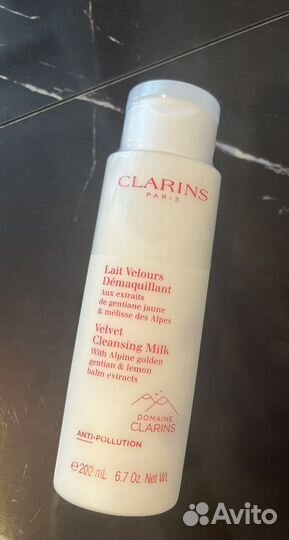 CLARINS
PARIS
Lait Velours
Démaquillant
Aux extraits
de gentiane jaune
& mélisse des Alpes
Velvet
Cleansing Milk
With Alpine golden
gentian & lemon
balm extracts
DOMAINE
CLARINS
ANTI-POLLUTION
℮200 mL 6.7 Oz. Net Wt.
Avito